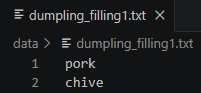 dumpling_filling1.txt ×
data > dumpling_filling1.txt
1 pork
2 chive